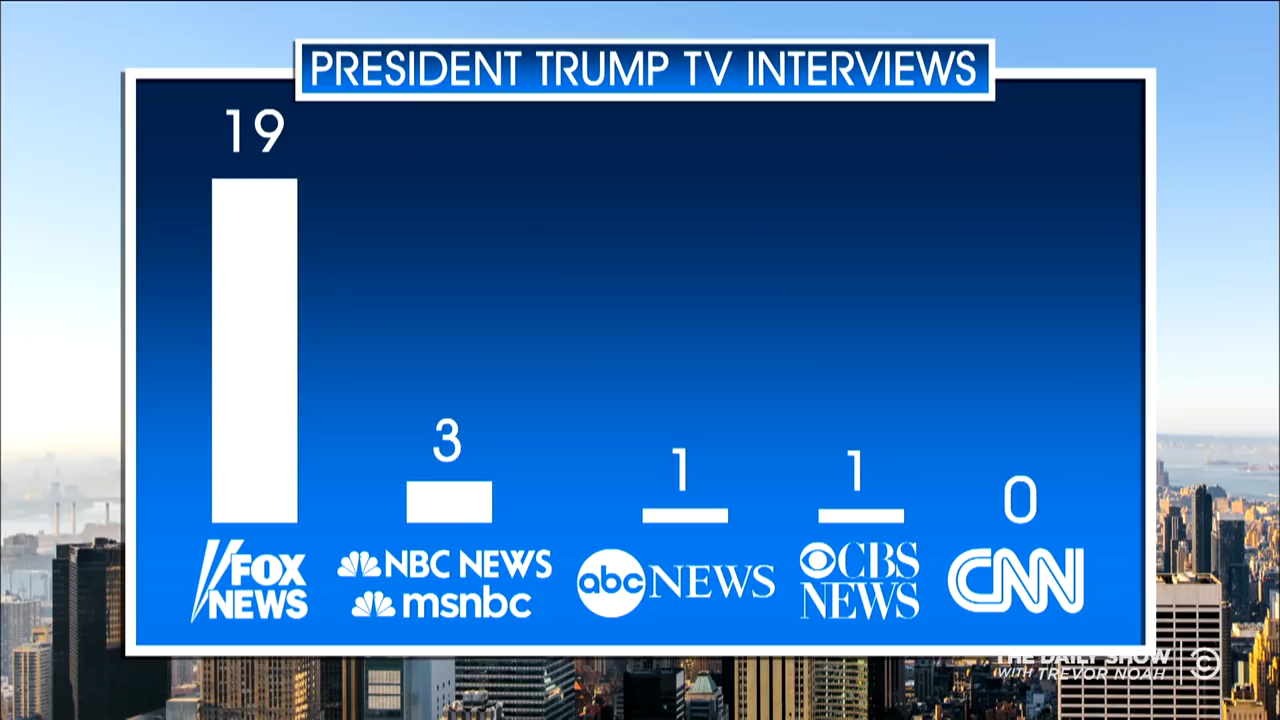 PRESIDENT TRUMP TV INTERVIEWS
19
3
1
1
0
FOX
NEWS
NBC NEWS
msnbc
abc NEWS
CBS
NEWS
CNN
THE DAILY SHOW
WITH TREVOR NOAH